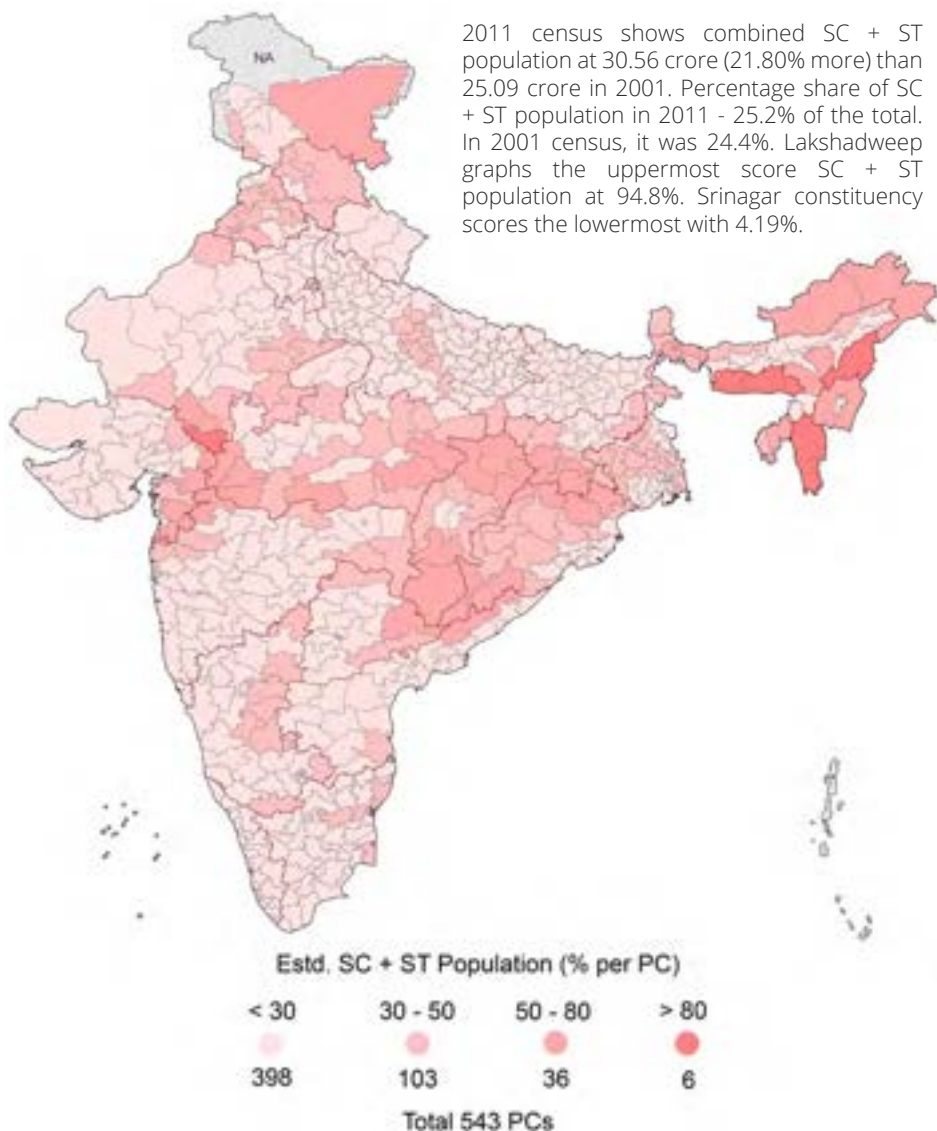 2011 census shows combined SC + ST
population at 30.56 crore (21.80% more) than
25.09 crore in 2001. Percentage share of SC
+ ST population in 2011 - 25.2% of the total.
In 2001 census, it was 24.4%. Lakshadweep
graphs the uppermost score SC + ST
population at 94.8%. Srinagar constituency
scores the lowermost with 4.19%.
NA
Estd. SC + ST Population (% per PC)
< 30 30 - 50 50 - 80 > 80
398 103 36 6
Total 543 PCs